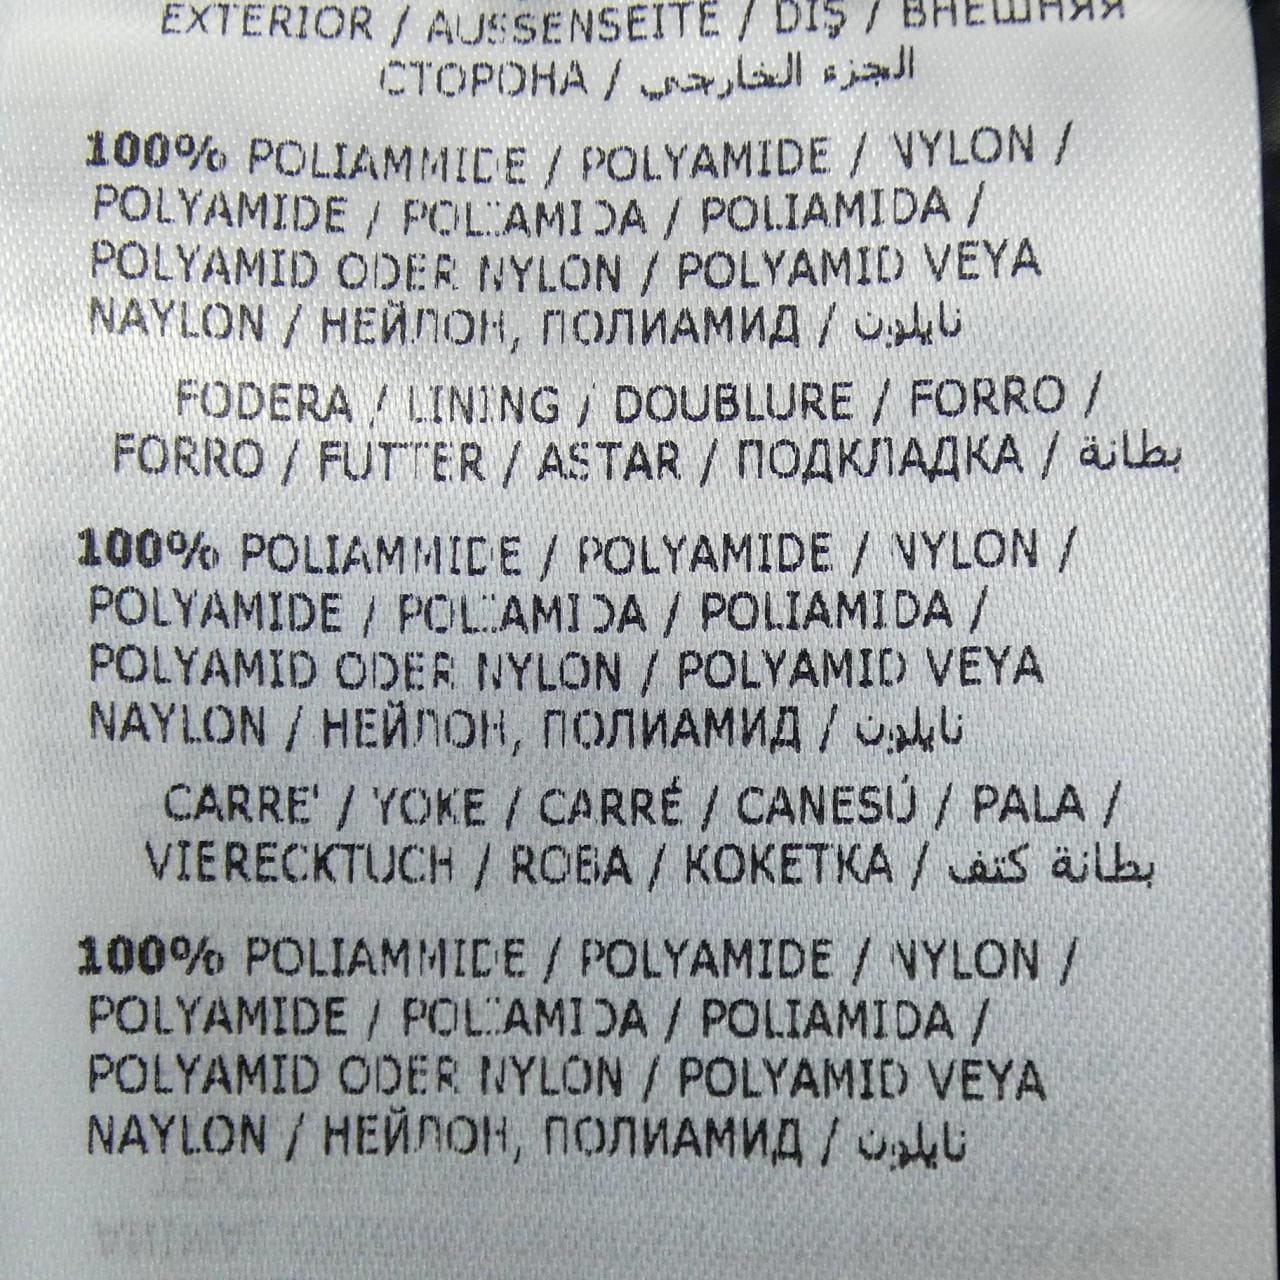 EXTERIOR / AUSSENSEITE / DIŞ / ВНЕШНЯЯ
СТОРОНА / الجزء الخارجي
100% POLIAMMIDE / POLYAMIDE / NYLON /
POLYAMIDE / POLIAMIDA / POLIAMIDA /
POLYAMID ODER NYLON / POLYAMID VEYA
NAYLON / НЕЙЛОН, ПОЛИАМИД / نايلون
FODERA / LINING / DOUBLURE / FORRO /
FORRO / FUTTER / ASTAR / ПОДКЛАДКА / بطانة
100% POLIAMMIDE / POLYAMIDE / NYLON /
POLYAMIDE / POLIAMIDA / POLIAMIDA /
POLYAMID ODER NYLON / POLYAMID VEYA
NAYLON / НЕЙЛОН, ПОЛИАМИД / نايلون
CARRE' / YOKE / CARRÉ / CANESÚ / PALA /
VIERECKTUCH / ROBA / КОКЕТКА / بطانة كتف
100% POLIAMMIDE / POLYAMIDE / NYLON /
POLYAMIDE / POLIAMIDA / POLIAMIDA /
POLYAMID ODER NYLON / POLYAMID VEYA
NAYLON / НЕЙЛОН, ПОЛИАМИД / نايلون